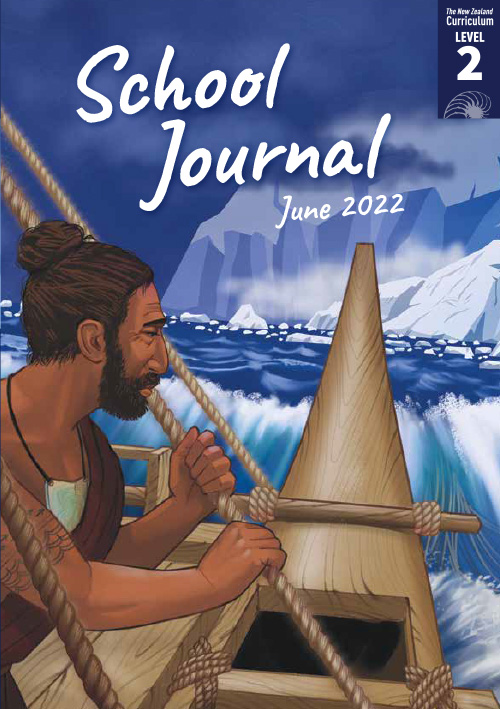 The New Zealand
Curriculum
LEVEL
2
School
Journal
June 2022